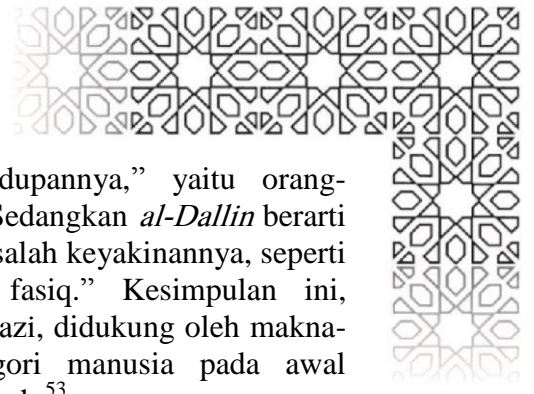 dupannya,” yaitu orang-
Sedangkan al-Dallin berarti
salah keyakinannya, seperti
fasiq.” Kesimpulan ini,
azi, didukung oleh makna-
gori manusia pada awal
53